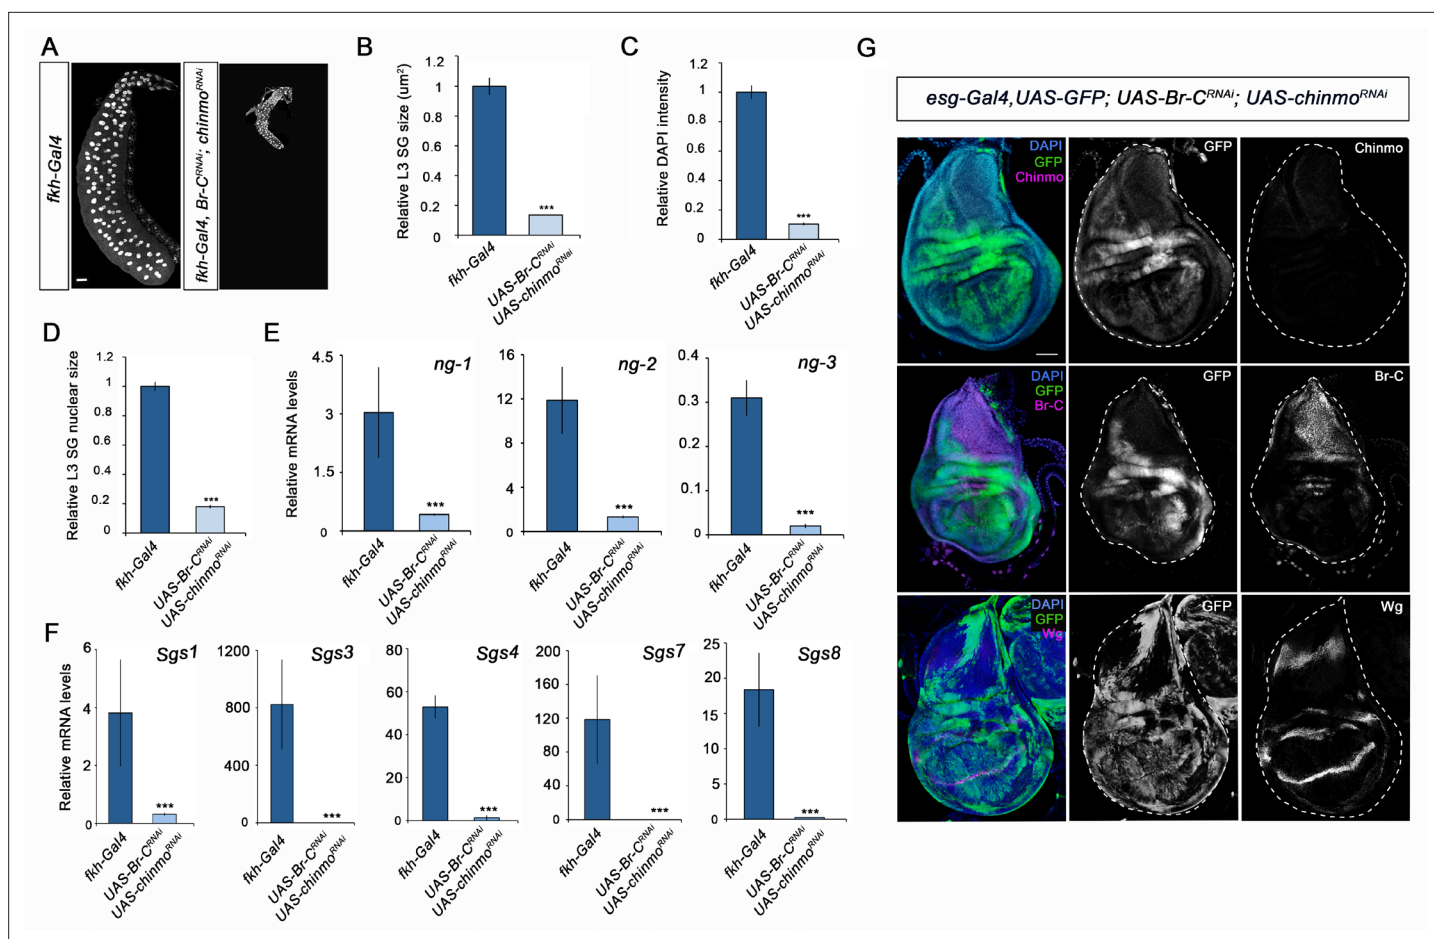 A
fkh-Gal4
fkh-Gal4, Br-C^RNAi; chinmo^RNAi
B
Relative L3 SG size (um²)
1.2
1
0.8
0.6
0.4
0.2
0
***
fkh-Gal4
UAS-Br-C^RNAi
UAS-chinmo^RNai
C
Relative DAPI intensity
1.2
1
0.8
0.6
0.4
0.2
0
***
fkh-Gal4
UAS-Br-C^RNAi
UAS-chinmo^RNAi
D
Relative L3 SG nuclear size
1.2
1
0.8
0.6
0.4
0.2
0
***
fkh-Gal4
UAS-Br-C^RNAi
UAS-chinmo^RNAi
E
Relative mRNA levels
ng-1
4.5
3
1.5
0
***
fkh-Gal4
UAS-Br-C^RNAi
UAS-chinmo^RNAi
ng-2
16
12
8
4
0
***
fkh-Gal4
UAS-Br-C^RNAi
UAS-chinmo^RNAi
ng-3
0.4
0.3
0.2
0.1
0
***
fkh-Gal4
UAS-Br-C^RNAi
UAS-chinmo^RNAi
F
Relative mRNA levels
Sgs1
6
4
2
0
***
fkh-Gal4
UAS-Br-C^RNAi
UAS-chinmo^RNAi
Sgs3
1200
800
400
0
***
fkh-Gal4
UAS-Br-C^RNAi
UAS-chinmo^RNAi
Sgs4
80
60
40
20
0
***
fkh-Gal4
UAS-Br-C^RNAi
UAS-chinmo^RNAi
Sgs7
200
160
120
80
40
0
***
fkh-Gal4
UAS-Br-C^RNAi
UAS-chinmo^RNAi
Sgs8
25
20
15
10
5
0
***
fkh-Gal4
UAS-Br-C^RNAi
UAS-chinmo^RNAi
G
esg-Gal4,UAS-GFP; UAS-Br-C^RNAi; UAS-chinmo^RNAi
DAPI
GFP
Chinmo
GFP
Chinmo
DAPI
GFP
Br-C
GFP
Br-C
DAPI
GFP
Wg
GFP
Wg